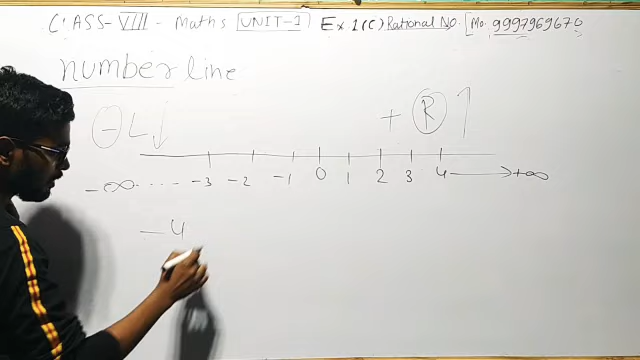 CLASS-VIII - Maths UNIT-1 Ex 1(C) Rational NO. Mo. 9997969670
number line
- L ↓ + R ↑
-∞ .... -3 -2 -1 0 1 2 3 4 → +∞
-4